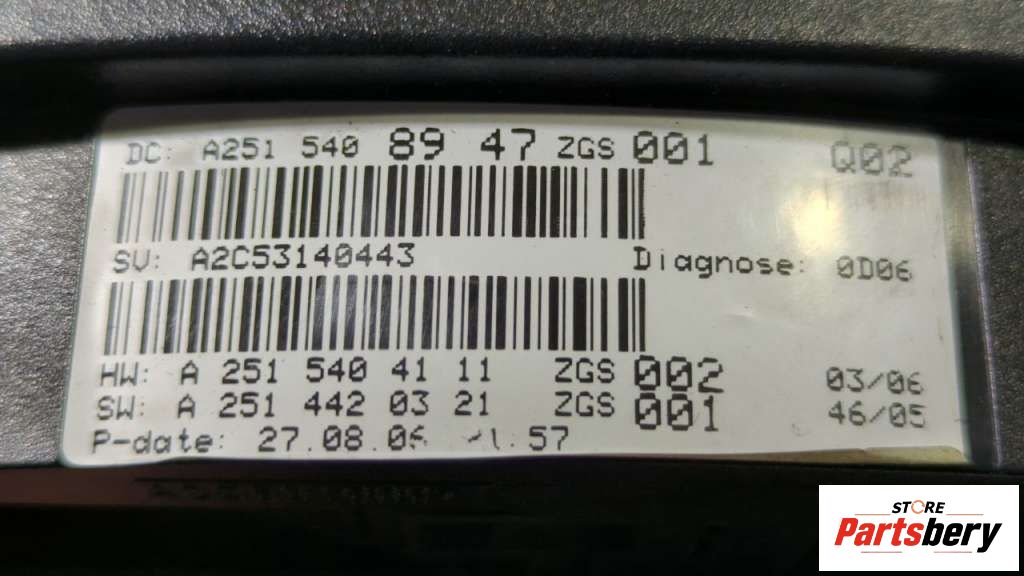 DC: A251 540 89 47 ZGS 001 Q02
SV: A2C53140443 Diagnose: 0D06
HW: A 251 540 41 11 ZGS 002 03/06
SW: A 251 442 03 21 ZGS 001 46/05
P-date: 27.08.06
STORE
Partsbery